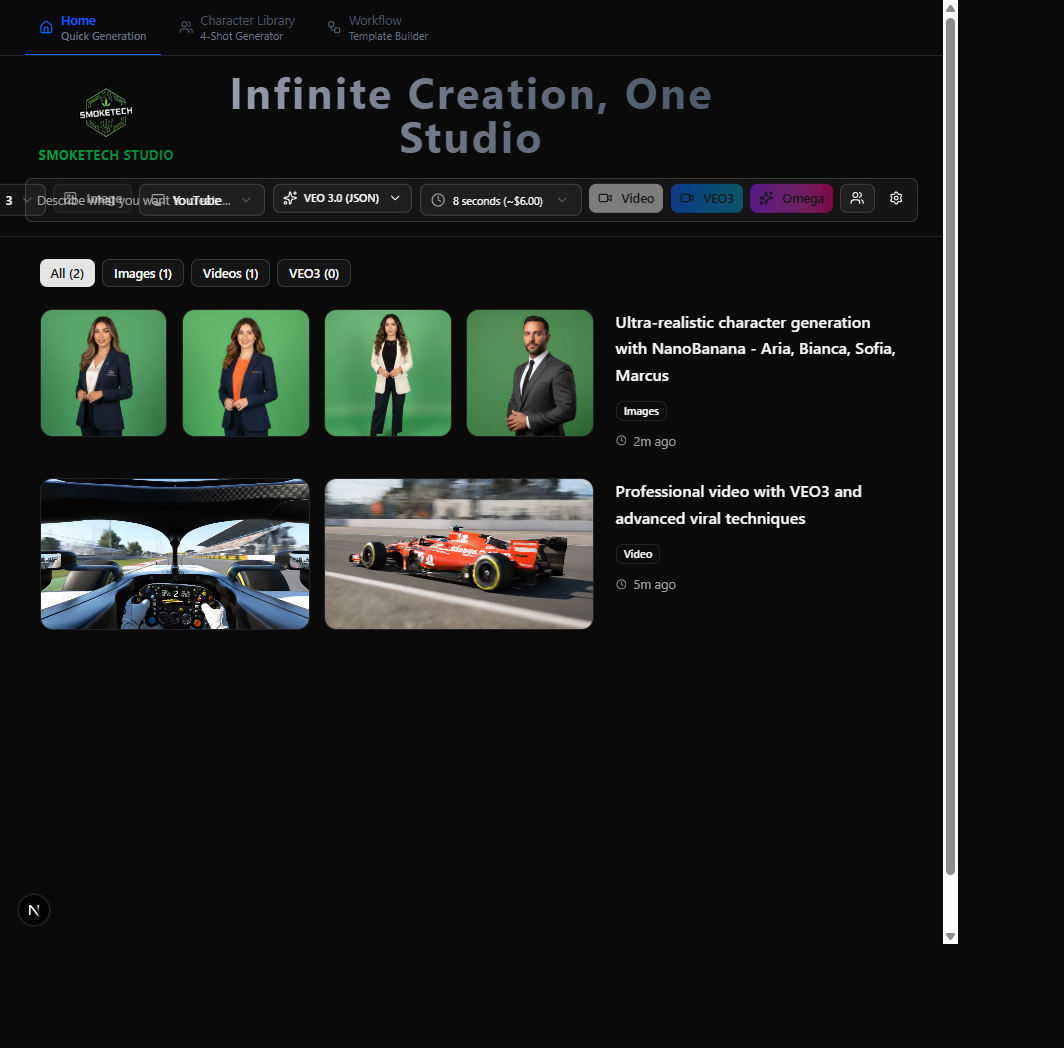 Home
Quick Generation
Character Library
4-Shot Generator
Workflow
Template Builder
Infinite Creation, One
Studio
SMOKETECH
SMOKETECH STUDIO
3
Image
Describe what you want
YouTube...
VEO 3.0 (JSON)
8 seconds (~$6.00)
Video
VEO3
Omega
All (2)
Images (1)
Videos (1)
VEO3 (0)
Ultra-realistic character generation
with NanoBanana - Aria, Bianca, Sofia,
Marcus
Images
2m ago
Professional video with VEO3 and
advanced viral techniques
Video
5m ago
2
N